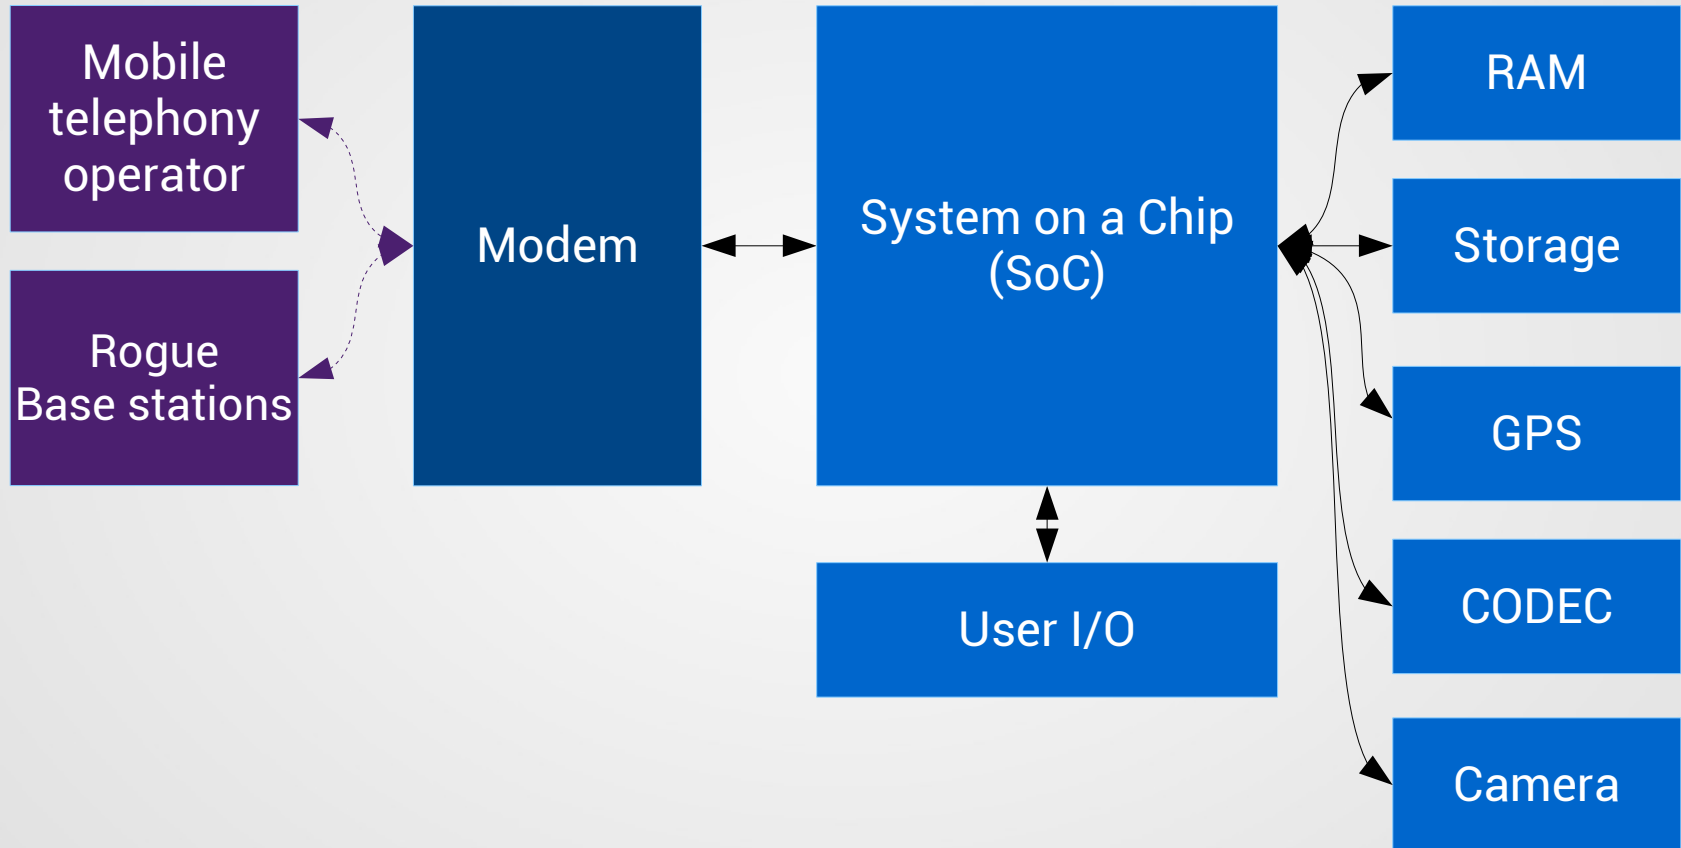 Mobile
telephony
operator
Rogue
Base stations
Modem
System on a Chip
(SoC)
User I/O
RAM
Storage
GPS
CODEC
Camera